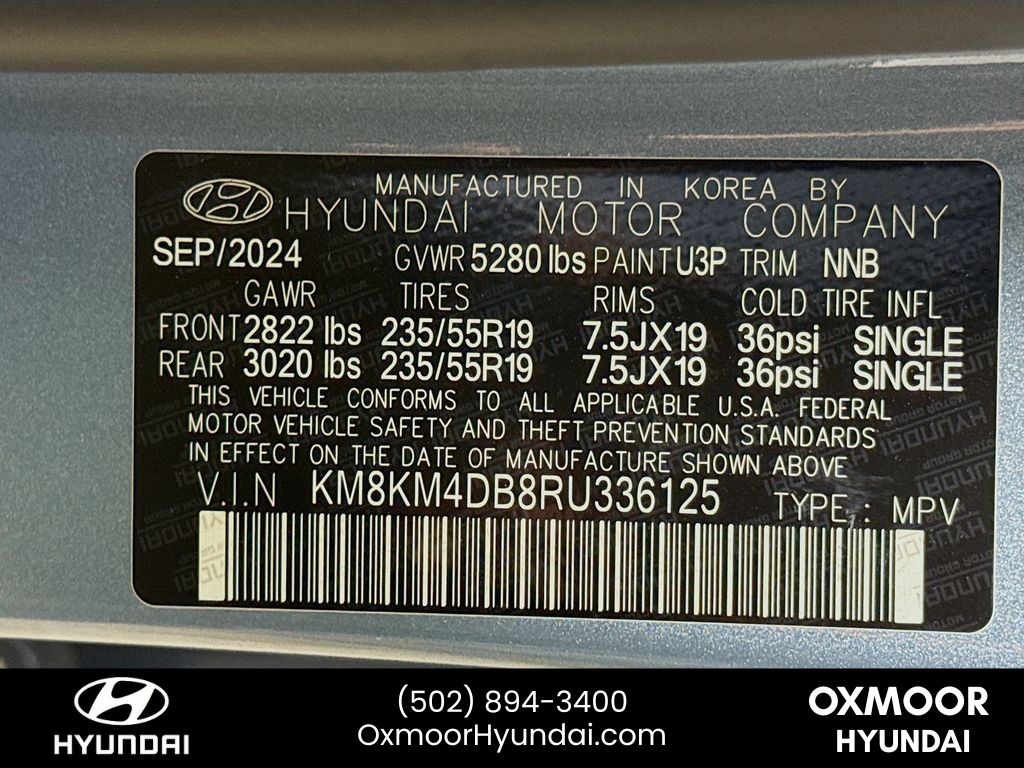 MANUFACTURED IN KOREA BY
HYUNDAI MOTOR COMPANY
SEP/2024 GVWR 5280 lbs PAINT U3P TRIM NNB
GAWR TIRES RIMS COLD TIRE INFL
FRONT 2822 lbs 235/55R19 7.5JX19 36psi SINGLE
REAR 3020 lbs 235/55R19 7.5JX19 36psi SINGLE
THIS VEHICLE CONFORMS TO ALL APPLICABLE U.S.A. FEDERAL
MOTOR VEHICLE SAFETY AND THEFT PREVENTION STANDARDS
IN EFFECT ON THE DATE OF MANUFACTURE SHOWN ABOVE
V.I.N KM8KM4DB8RU336125 TYPE : MPV
HYUNDAI
(502) 894-3400
OxmoorHyundai.com
OXMOOR
HYUNDAI